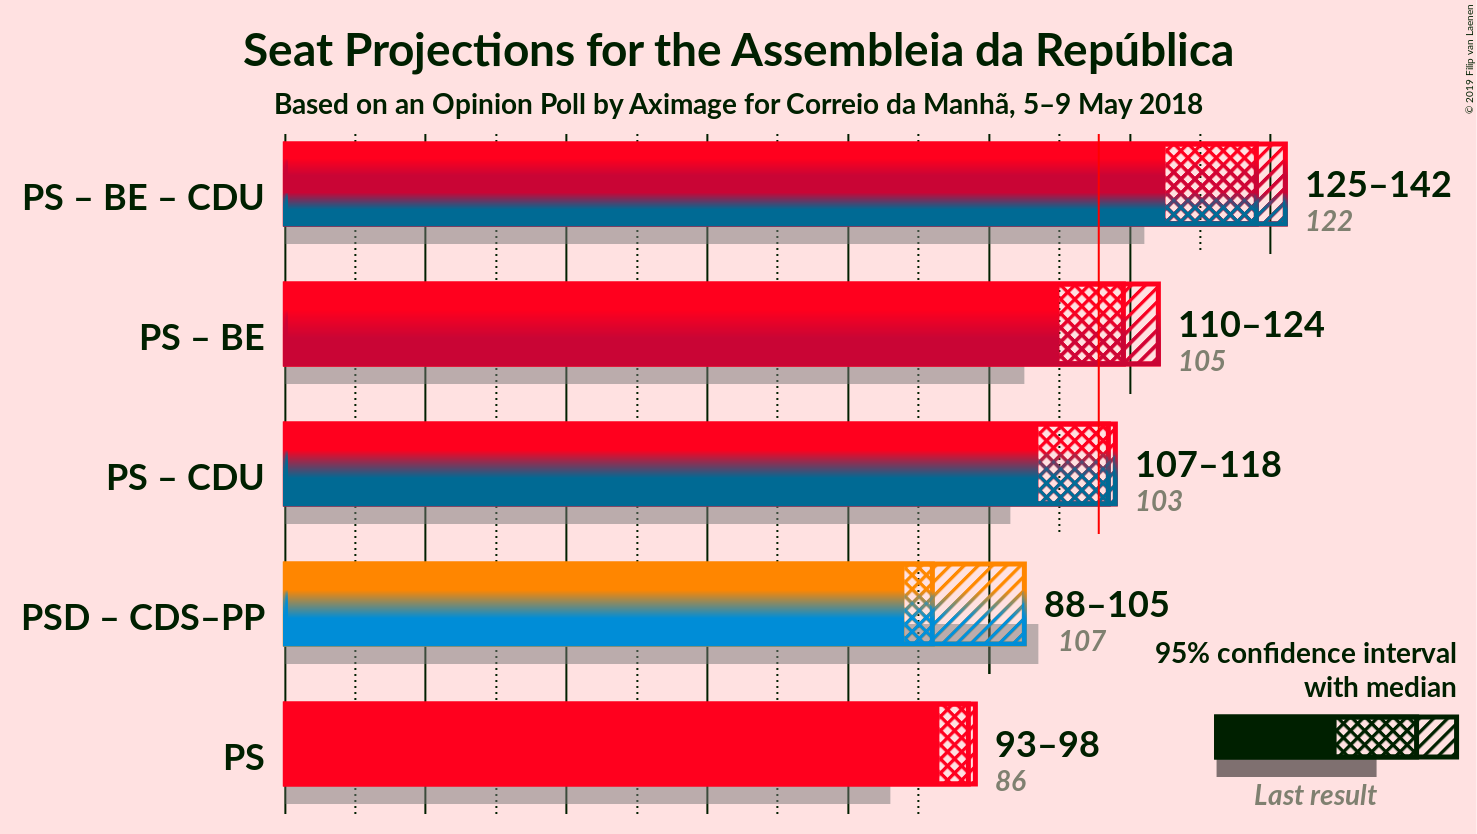 Seat Projections for the Assembleia da República
Based on an Opinion Poll by Aximage for Correio da Manhã, 5–9 May 2018
© 2019 Filip van Laenen
PS – BE – CDU
125–142
122
PS – BE
110–124
105
PS – CDU
107–118
103
PSD – CDS–PP
88–105
107
PS
93–98
86
95% confidence interval
with median
Last result